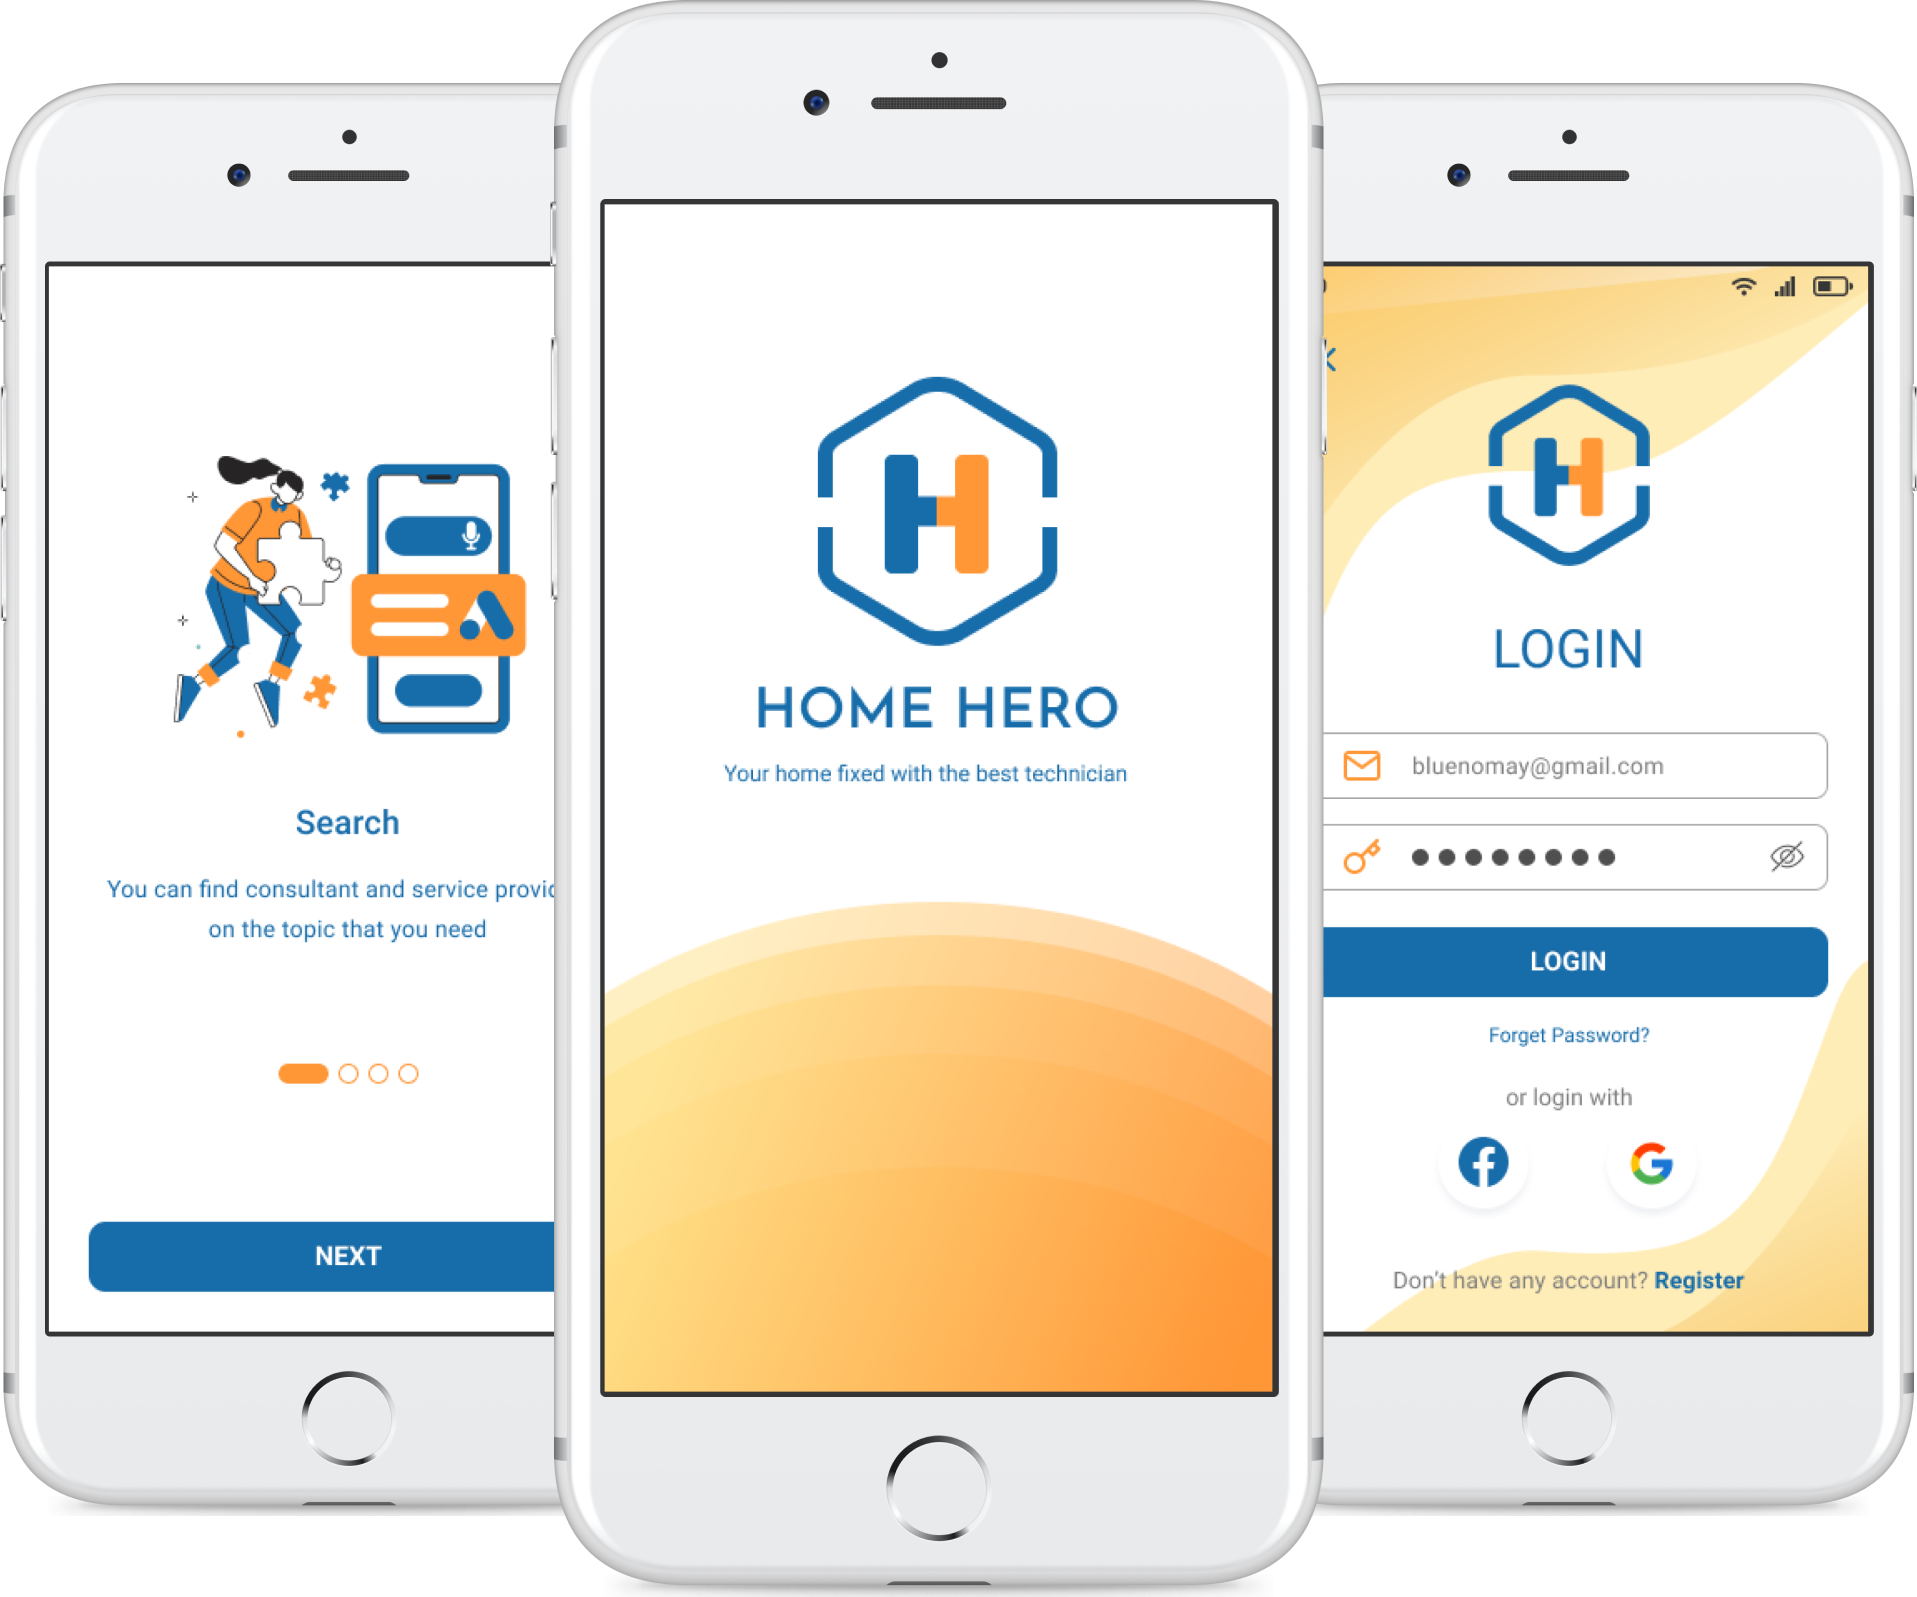 Search
You can find consultant and service
on the topic that you need
NEXT
H
HOME HERO
Your home fixed with the best technician
H
LOGIN
bluenomay@gmail.com
LOGIN
Forget Password?
or login with
Don't have any account? Register